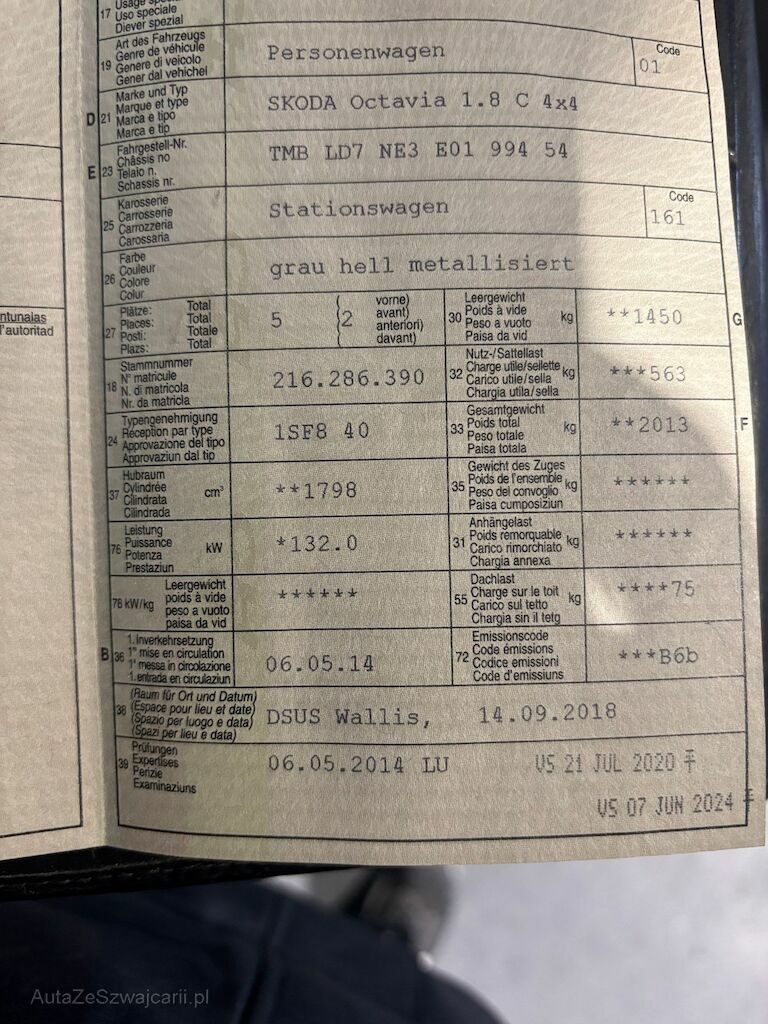 17 Usage
Uso speciale
Diever spezial
19 Art des Fahrzeugs
Genre de véhicule
Genere di veicolo
Gener dal vehichel
Personenwagen
Code
01
D 21 Marke und Typ
Marque et type
Marca e tipo
Marca e tip
SKODA Octavia 1.8 C 4x4
E 23 Fahrgestell-Nr.
Châssis no
Telaio n.
Schassis nr.
TMB LD7 NE3 E01 994 54
25 Karosserie
Carrosserie
Carrozzeria
Carossaria
Stationswagen
Code
161
26 Farbe
Couleur
Colore
Colur
grau hell metallisiert
ntunaias
l'autoritad
27 Plätze: Total
Places: Total
Posti: Totale
Plazs: Total
5 (2 vorne)
avant)
anteriori)
davant)
30 Leergewicht
Poids à vide
Peso a vuoto
Paisa da vid
kg
**1450
G
18 Stammnummer
N° matricule
N. di matricola
Nr. da matricla
216.286.390
32 Nutz-/Sattellast
Charge utile/sellette
Carico utile/sella
Chargia utila/sella
kg
***563
24 Typengenehmigung
Réception par type
Approvazione del tipo
Approvaziun dal tip
1SF8 40
33 Gesamtgewicht
Poids total
Peso totale
Paisa totala
kg
**2013
F
37 Hubraum
Cylindrée
Cilindrata
Cilindrada
cm³
**1798
35 Gewicht des Zuges
Poids de l'ensemble
Peso del convoglio
Paisa cumposiziun
kg
******
76 Leistung
Puissance
Potenza
Prestaziun
kW
*132.0
31 Anhängelast
Poids remorquable
Carico rimorchiato
Chargia annexa
kg
******
78 kW/kg Leergewicht
poids à vide
peso a vuoto
paisa da vid
******
55 Dachlast
Charge sur le toit
Carico sul tetto
Chargia sin il tetg
kg
****75
B 36 1. Inverkehrsetzung
1re mise en circulation
1a messa in circolazione
1. entrada en circulaziun
06.05.14
72 Emissionscode
Code émissions
Codice emissioni
Code d'emissiuns
***B6b
38 (Raum für Ort und Datum)
(Espace pour lieu et date)
(Spazio per luogo e data)
(Spazi per lieu e data)
DSUS Wallis, 14.09.2018
39 Prüfungen
Expertises
Perizie
Examinaziuns
06.05.2014 LU
VS 21 JUL 2020
VS 07 JUN 2024
AutaZeSzwajcarii.pl